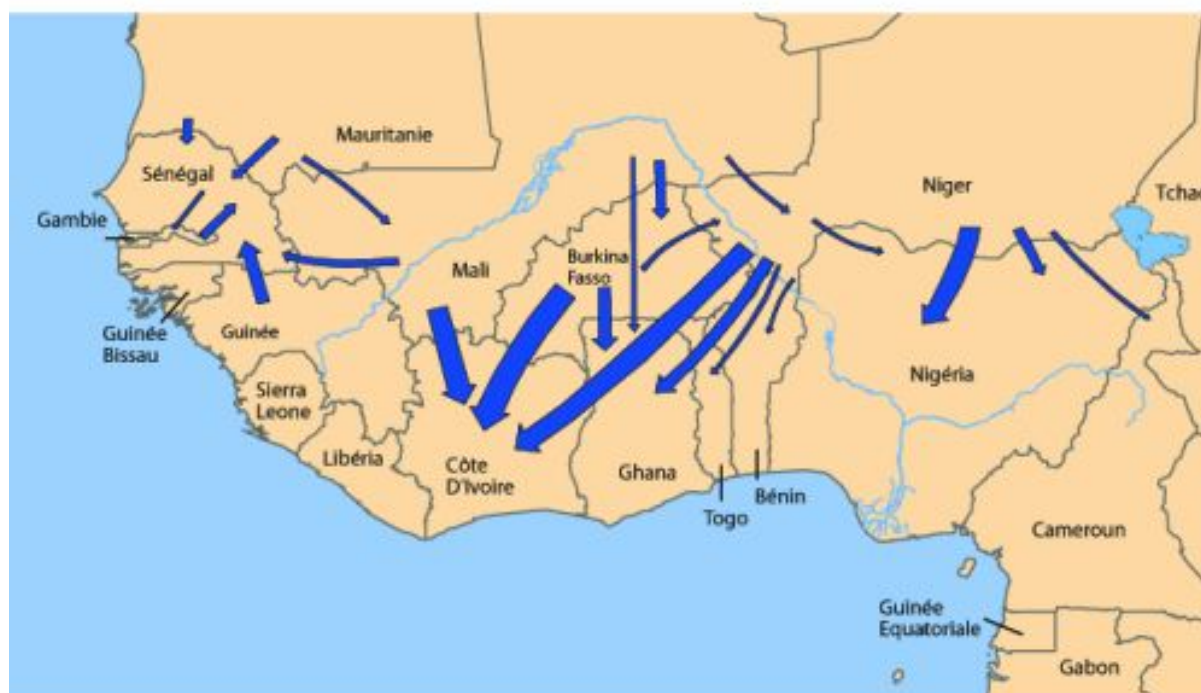 Mauritanie
Sénégal
Niger
Tchad
Gambie
Mali
Burkina
Fasso
Guinée
Bissau
Guinée
Nigéria
Sierra
Leone
Libéria
Côte
D'Ivoire
Ghana
Bénin
Togo
Cameroun
Guinée
Equatoriale
Gabon